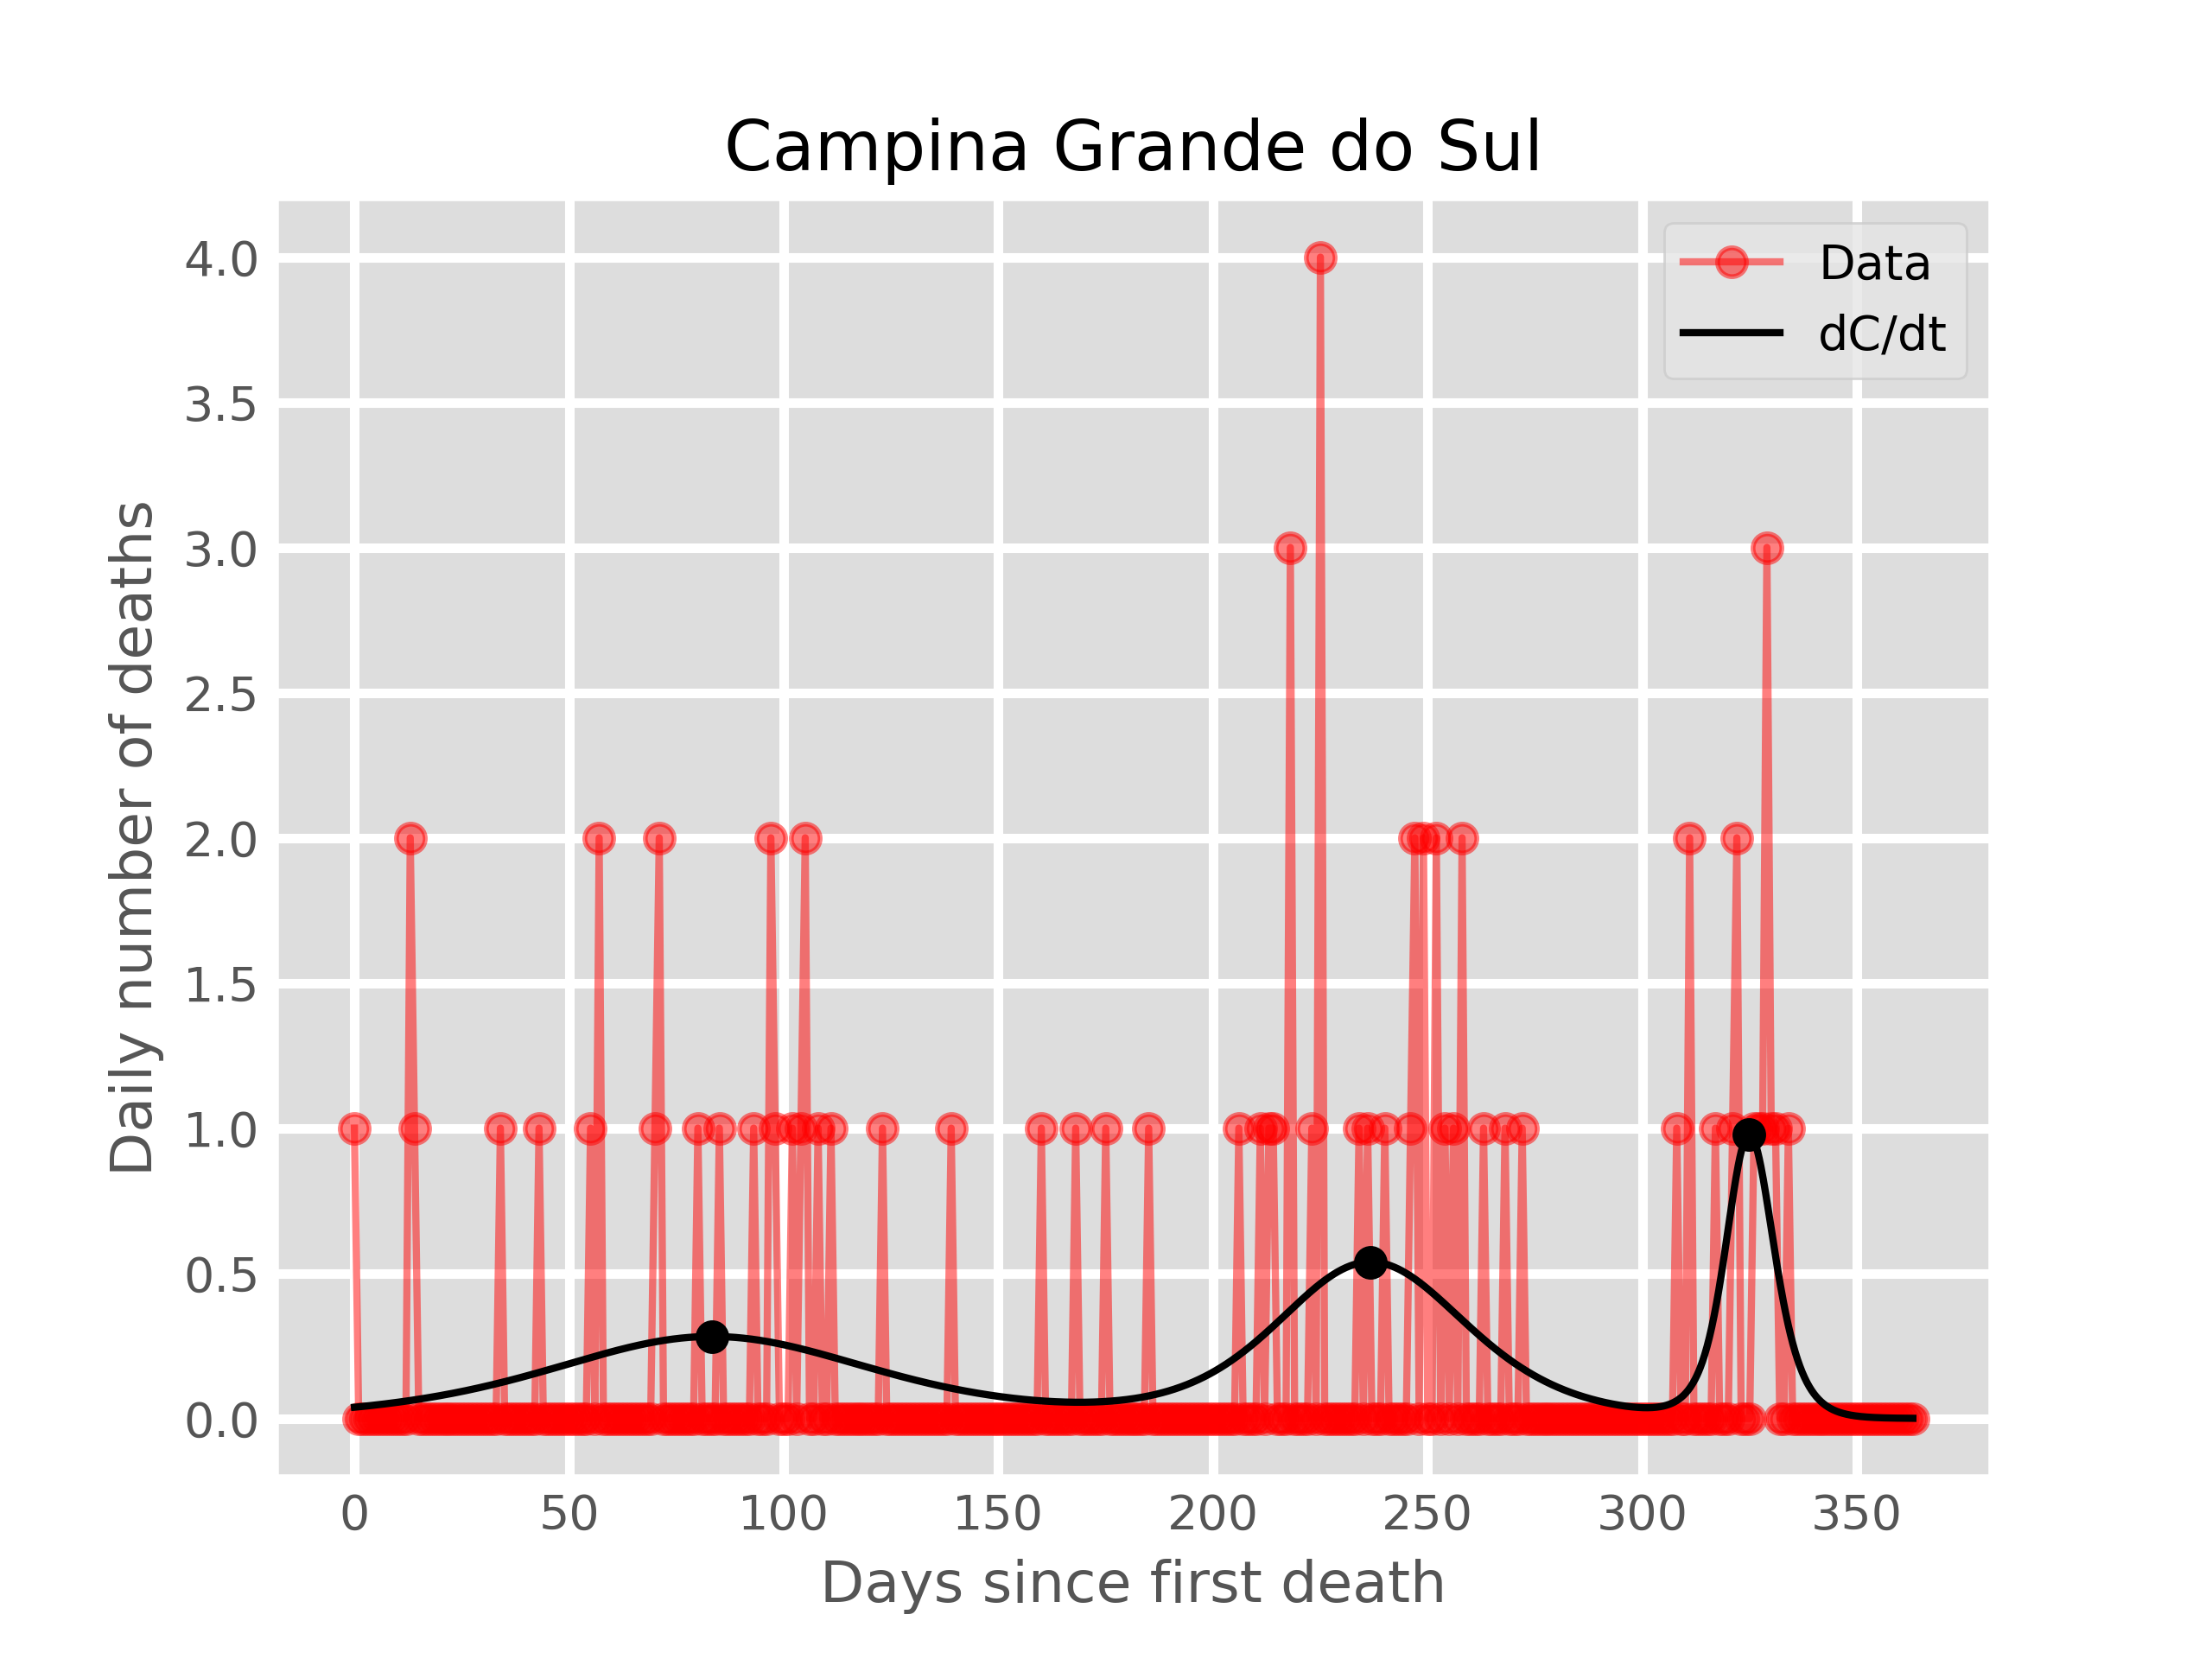 Campina Grande do Sul
Data
dC/dt
4.0
3.5
3.0
2.5
2.0
1.5
1.0
0.5
0.0
Daily number of deaths
0 50 100 150 200 250 300 350
Days since first death